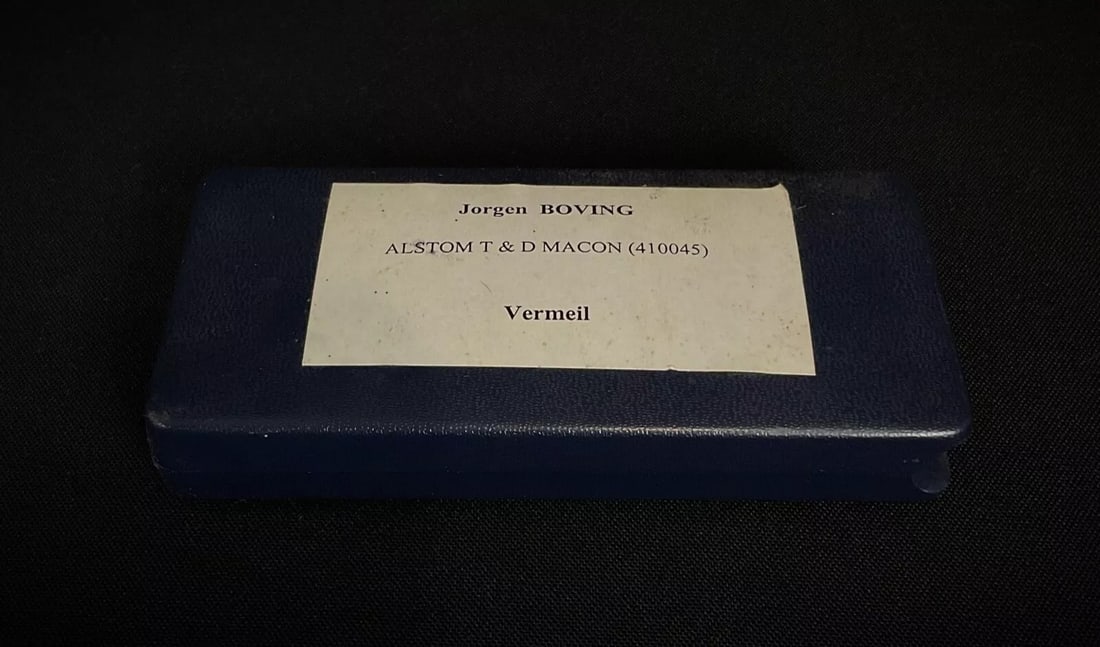 Jorgen BOVING
ALSTOM T & D MACON (410045)
Vermeil